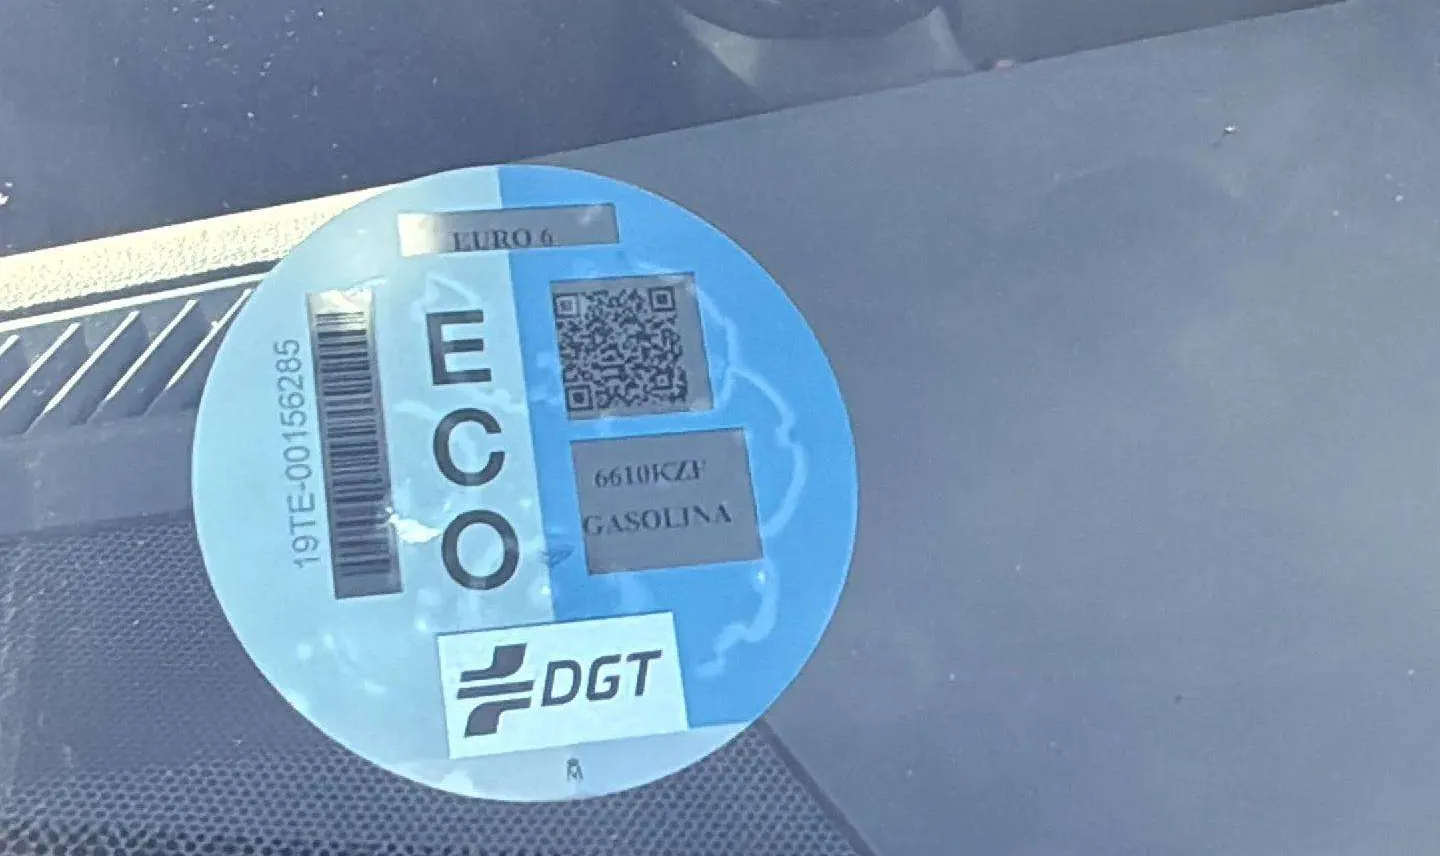 EURO 6
19TE-00156285
ECO
6610KZF
GASOLINA
DGT